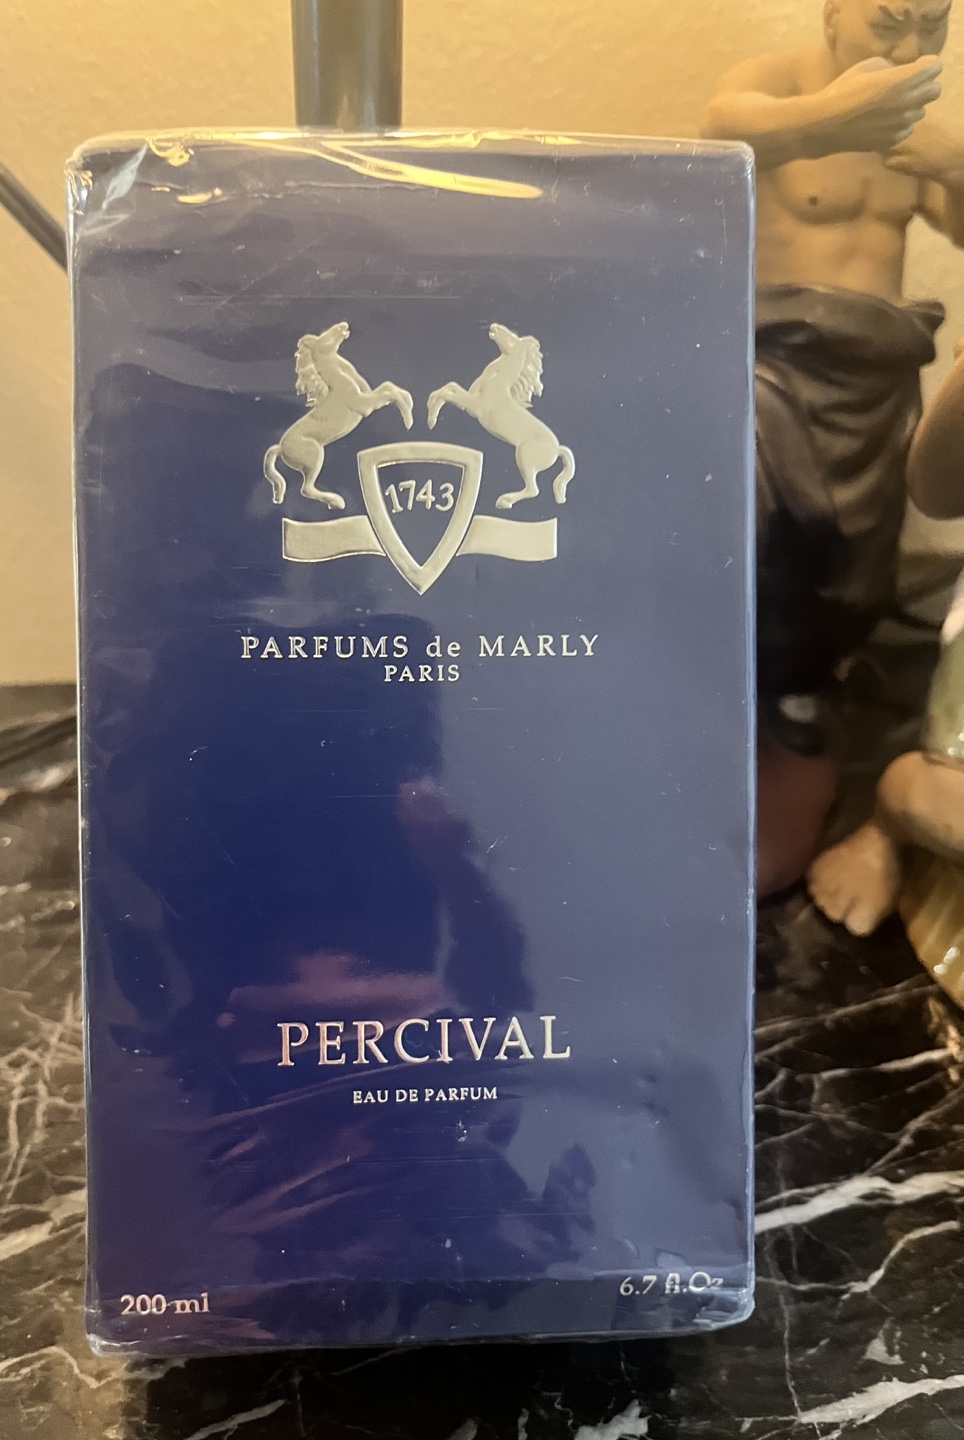 1743
PARFUMS de MARLY
PARIS
PERCIVAL
EAU DE PARFUM
200 ml
6.7 fl.Oz